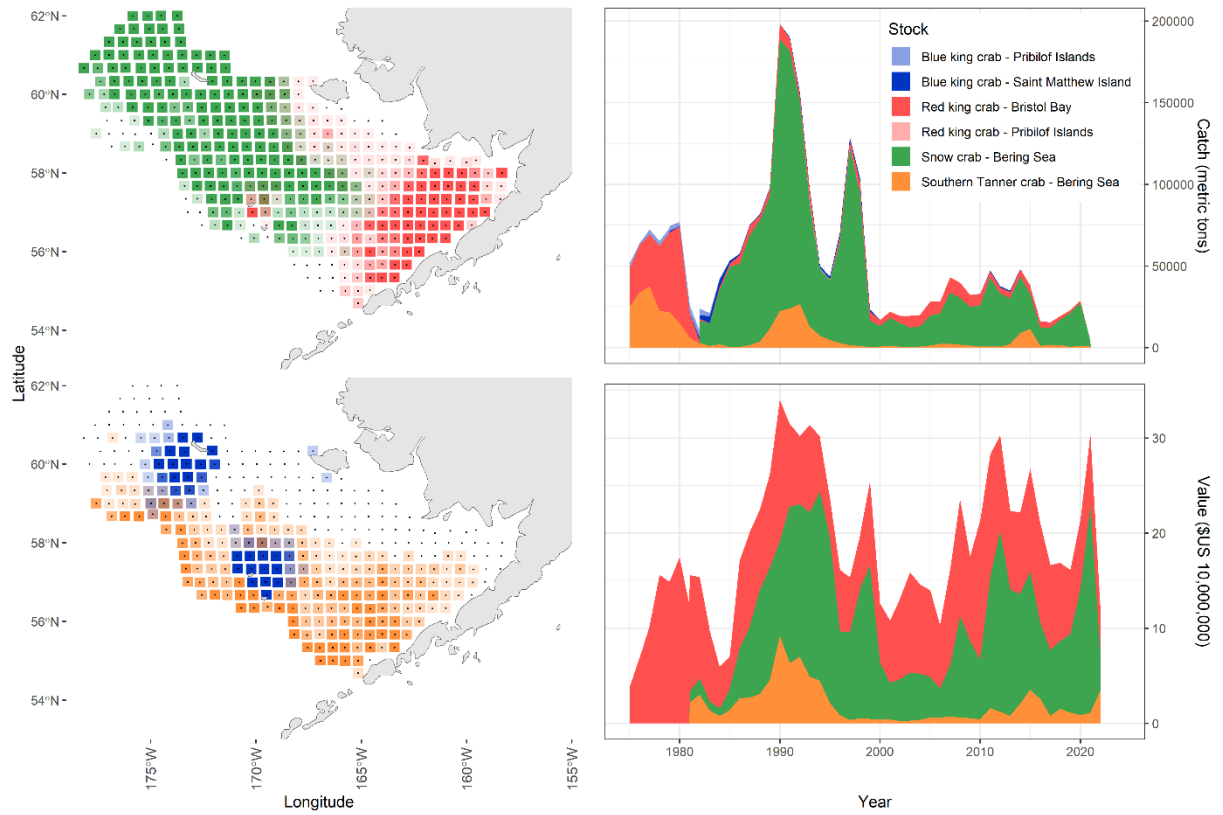 62°N
60°N
58°N
56°N
54°N
62°N
60°N
58°N
56°N
54°N
Latitude
175°W
170°W
165°W
160°W
155°W
Longitude
Stock
Blue king crab - Pribilof Islands
Blue king crab - Saint Matthew Island
Red king crab - Bristol Bay
Red king crab - Pribilof Islands
Snow crab - Bering Sea
Southern Tanner crab - Bering Sea
200000
150000
100000
50000
0
Catch (metric tons)
30
20
10
0
Value ($US 10,000,000)
1980
1990
2000
2010
2020
Year